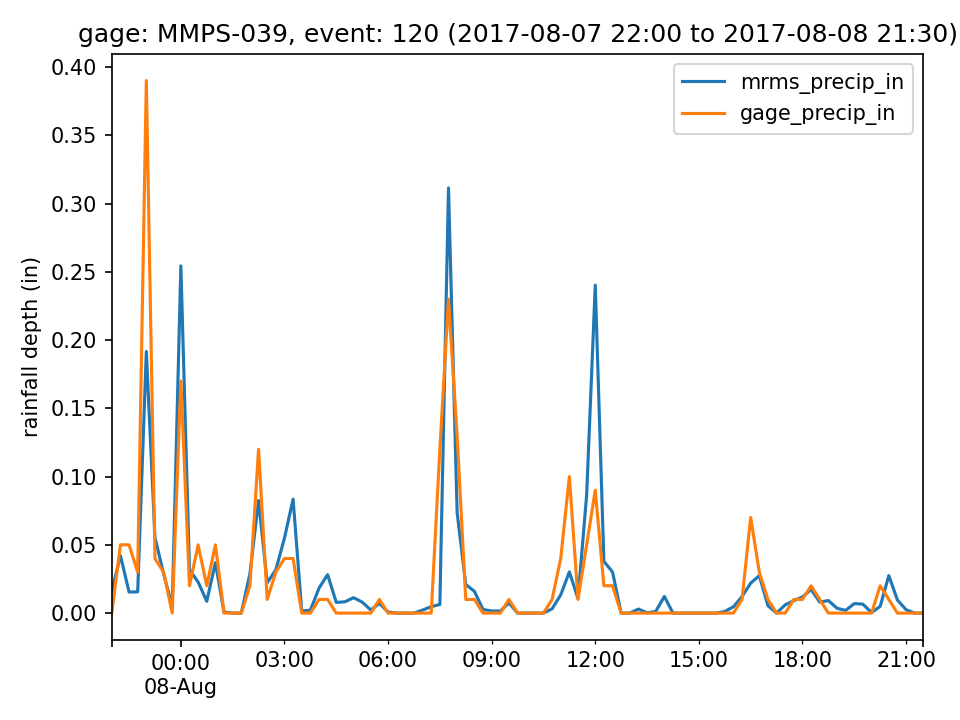 gage: MMPS-039, event: 120 (2017-08-07 22:00 to 2017-08-08 21:30)
mrms_precip_in
gage_precip_in
rainfall depth (in)
0.40
0.35
0.30
0.25
0.20
0.15
0.10
0.05
0.00
00:00 03:00 06:00 09:00 12:00 15:00 18:00 21:00
08-Aug